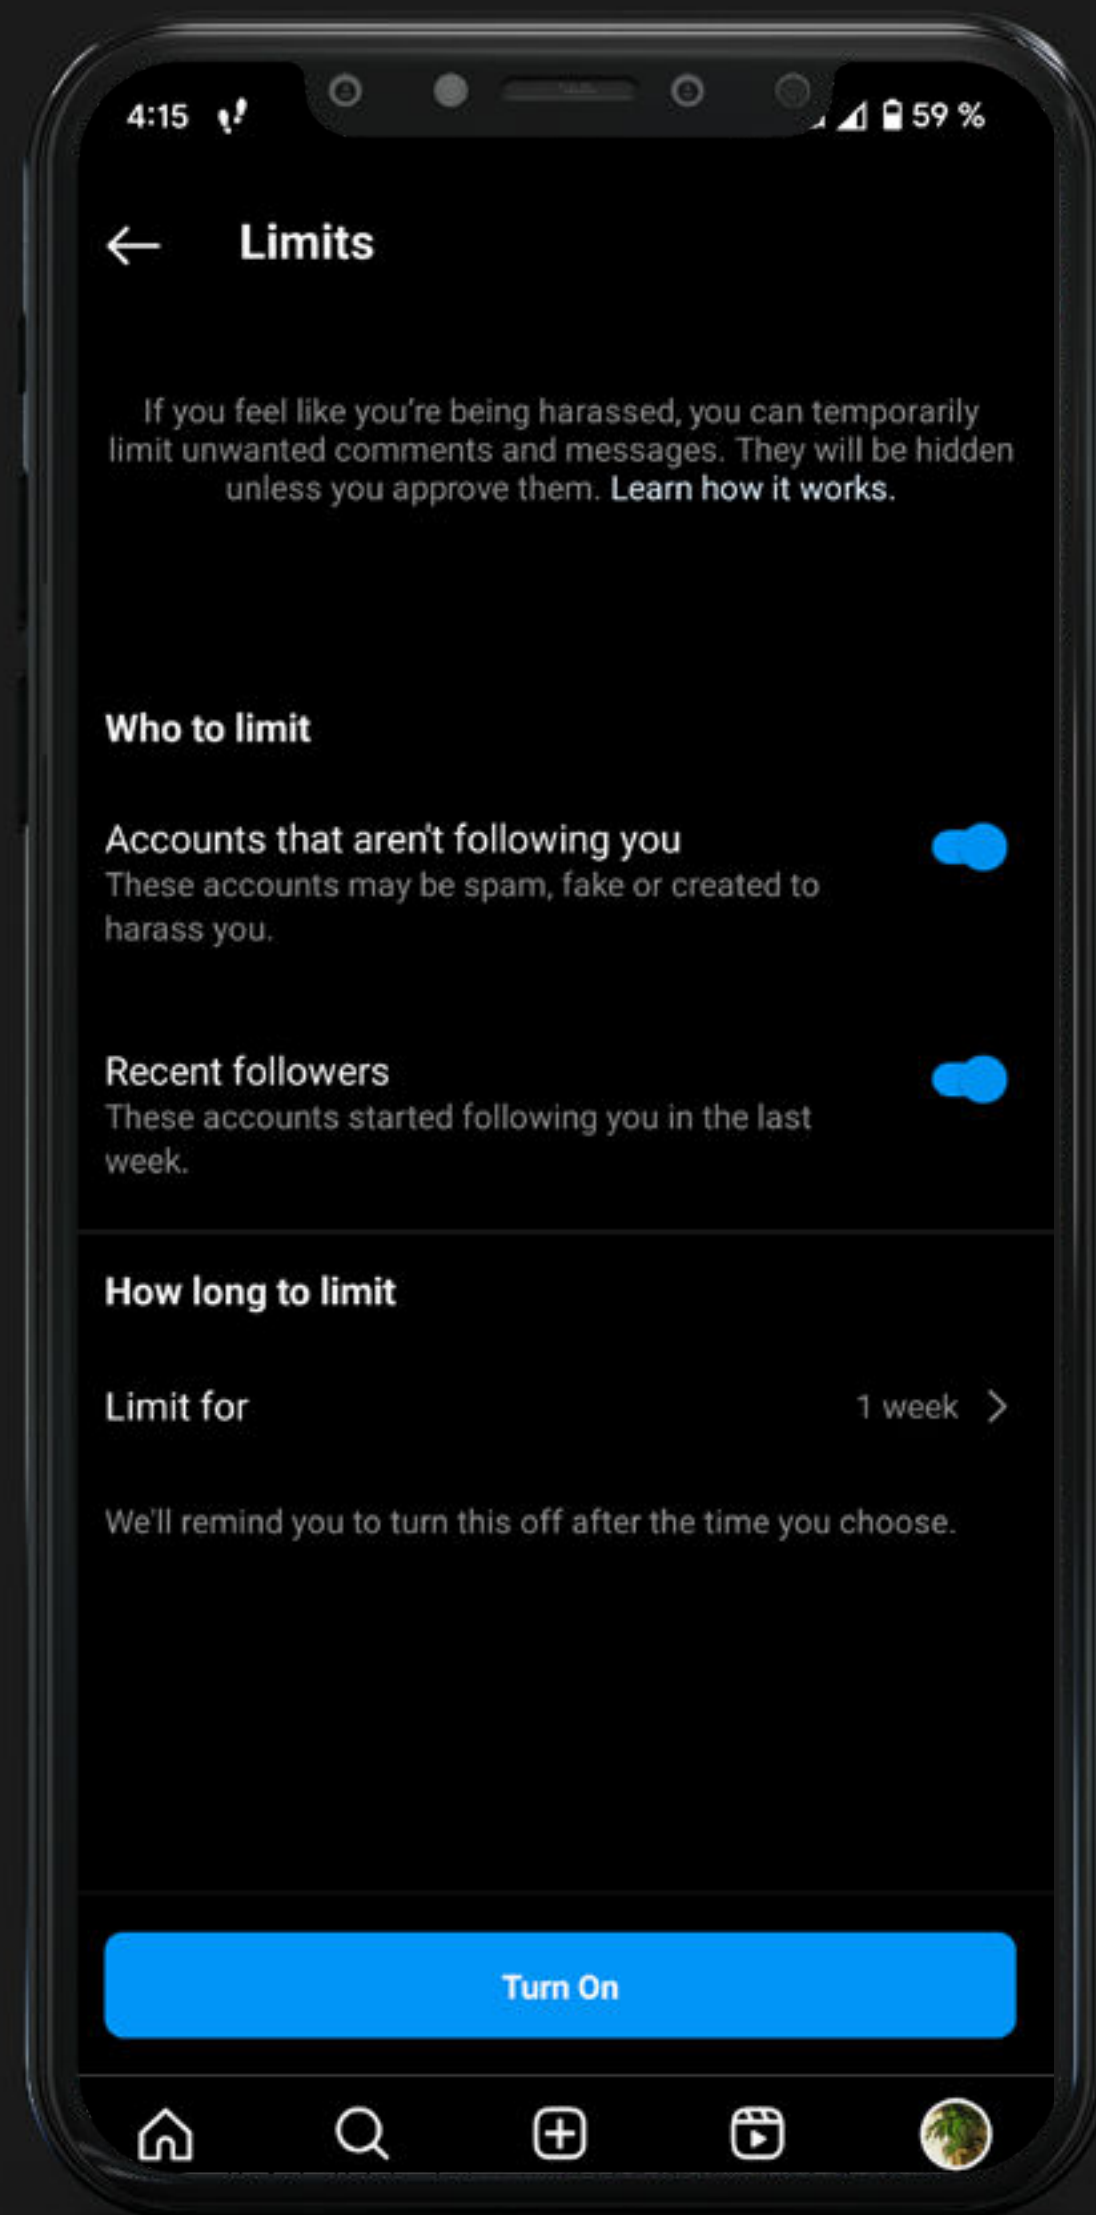 4:15
59 %
Limits
If you feel like you're being harassed, you can temporarily
limit unwanted comments and messages. They will be hidden
unless you approve them. Learn how it works.
Who to limit
Accounts that aren't following you
These accounts may be spam, fake or created to
harass you.
Recent followers
These accounts started following you in the last
week.
How long to limit
Limit for
1 week
We'll remind you to turn this off after the time you choose.
Turn On